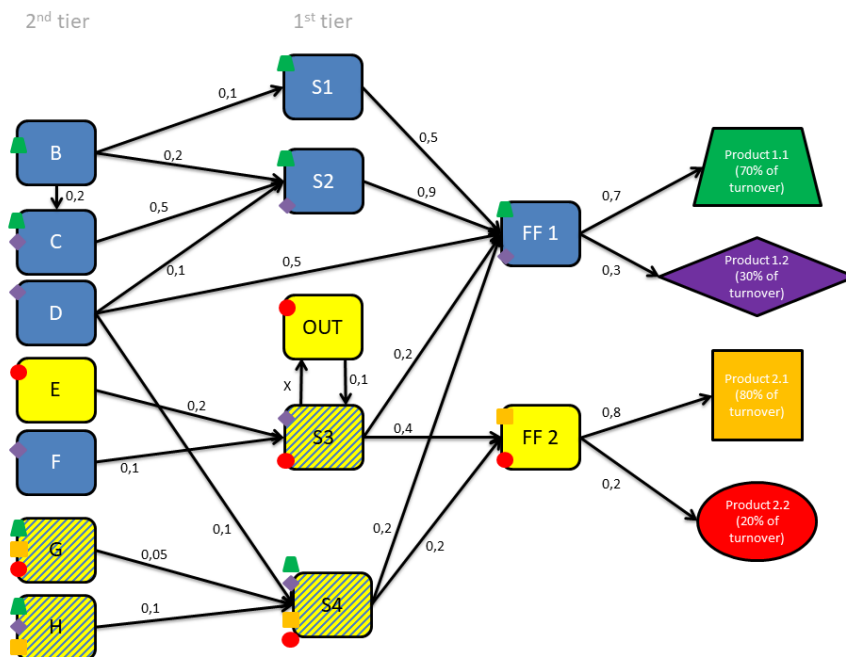 2nd tier
1st tier
S1
0,1
0,5
B
0,2
S2
Product 1.1
(70% of
turnover)
0,2
0,9
0,7
C
0,5
FF 1
0,1
0,5
0,3
Product 1.2
(30% of
turnover)
D
OUT
E
X
0,1
0,2
Product 2.1
(80% of
turnover)
0,2
0,4
0,8
S3
FF 2
F
0,1
0,2
Product 2.2
(20% of
turnover)
0,1
0,2
0,2
G
0,05
H
0,1
S4